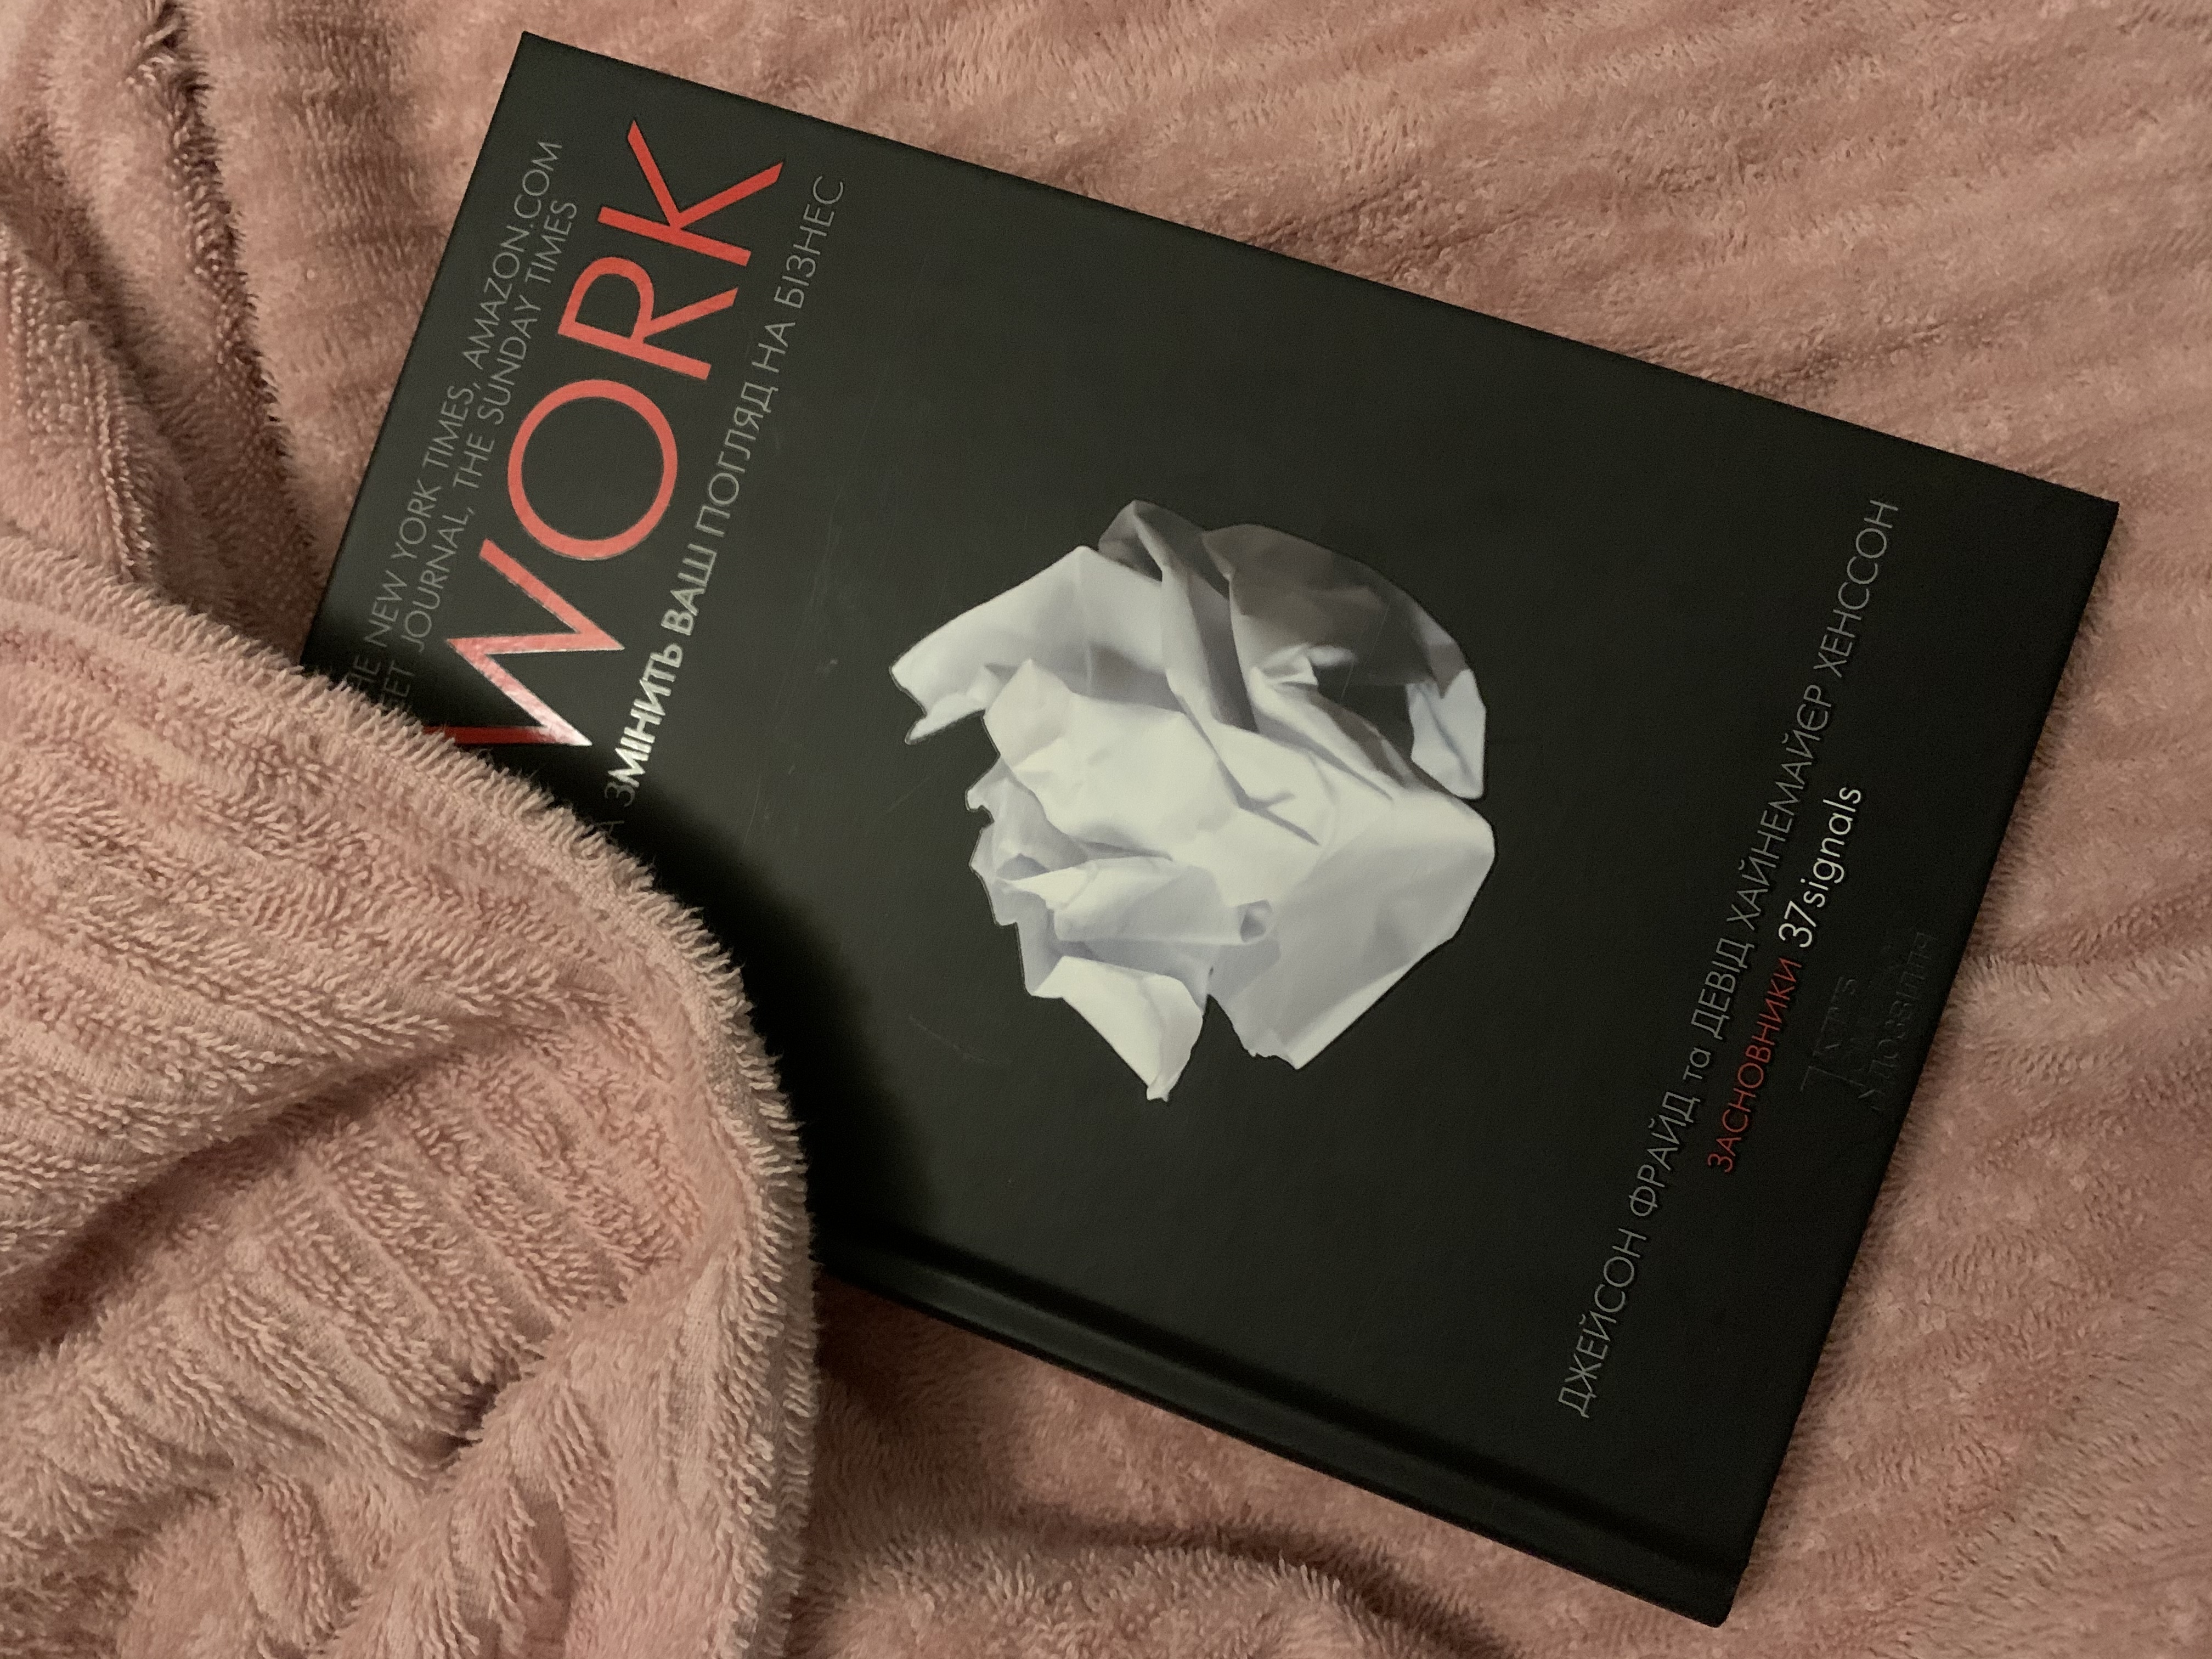 NEW YORK TIMES, AMAZON.COM
JOURNAL, THE SUNDAY TIMES
WORK
ЗМІНИТЬ ВАШ ПОГЛЯД НА БІЗНЕС
ДЖЕЙСОН ФРАЙД та ДЕВІД ХАЙНЕМАЙЄР ХЕНССОН
ЗАСНОВНИКИ 37signals
ДОЗВІЛЛЯ